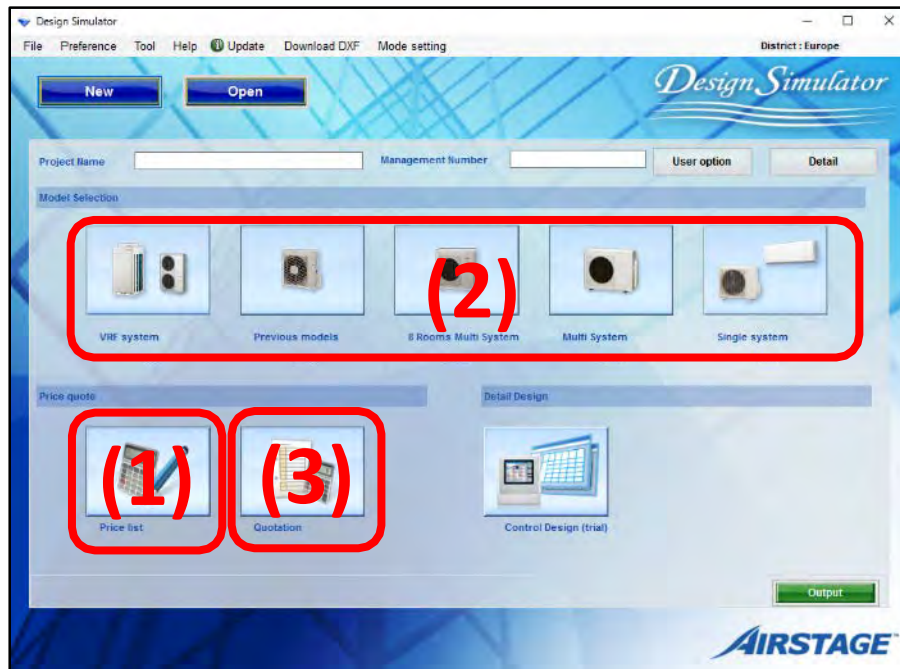 Design Simulator
File Preference Tool Help Update Download DXF Mode setting District : Europe
New Open Design Simulator
Project Name Management Number User option Detail
Model Selection
(2)
VRF system Previous models 8 Rooms Multi System Multi System Single system
Price quote Detail Design
(1) (3)
Price list Quotation Control Design (trial)
Output
AIRSTAGE